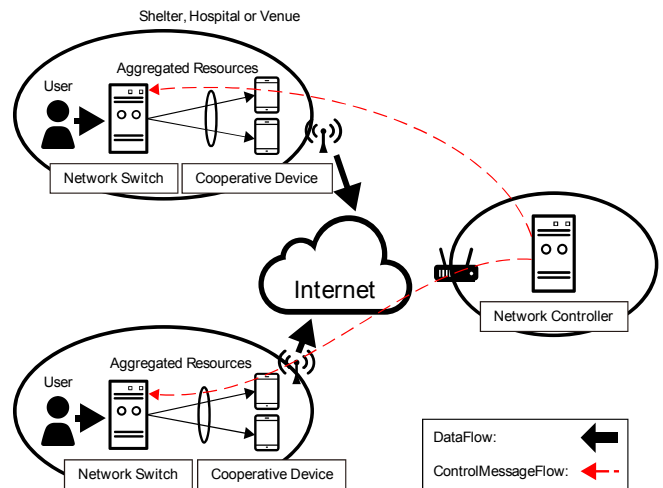 Shelter, Hospital or Venue
Aggregated Resources
User
Network Switch
Cooperative Device
Internet
Network Controller
Aggregated Resources
User
Network Switch
Cooperative Device
DataFlow:
ControlMessageFlow: